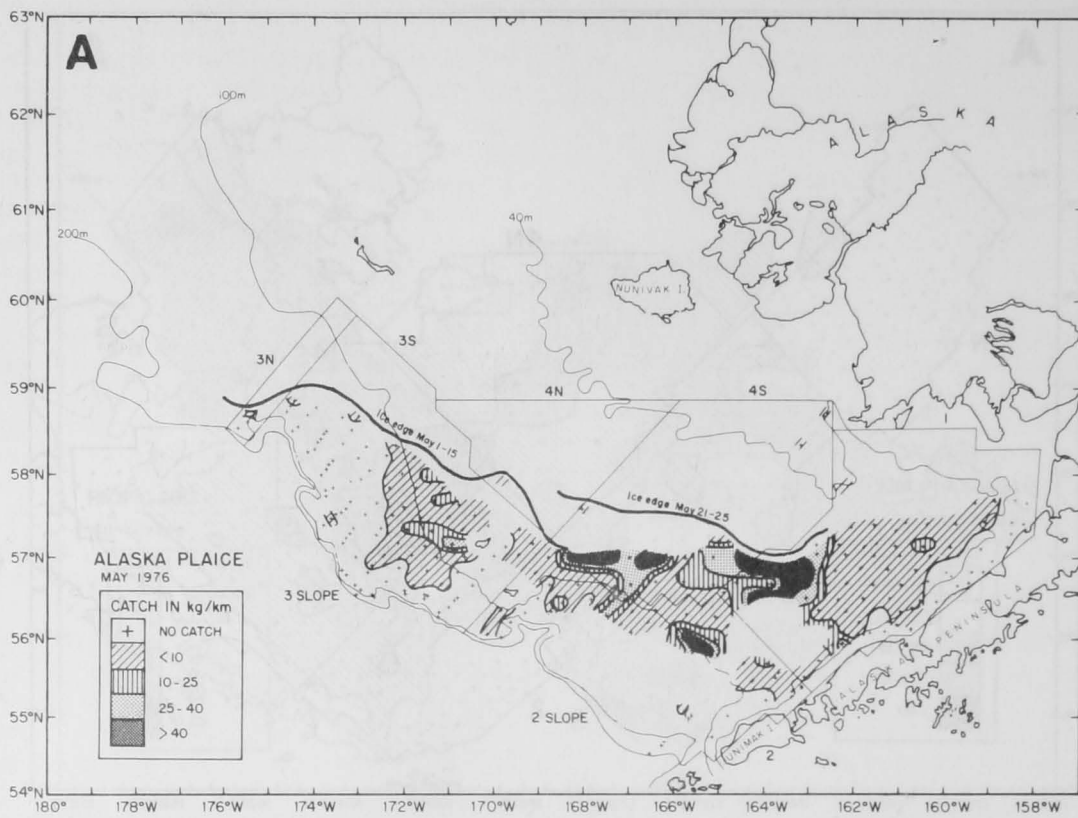 A
63°N
62°N
61°N
60°N
59°N
58°N
57°N
56°N
55°N
54°N
100m
200m
40m
ALASKA
NUNIVAK I.
3N
3S
4N
4S
1
Ice edge May 1-15
Ice edge May 21-25
3 SLOPE
2 SLOPE
ALASKA PENINSULA
UNIMAK I.
2
ALASKA PLAICE
MAY 1976
CATCH IN kg/km
+ NO CATCH
<10
10-25
25-40
>40
180° 178°W 176°W 174°W 172°W 170°W 168°W 166°W 164°W 162°W 160°W 158°W